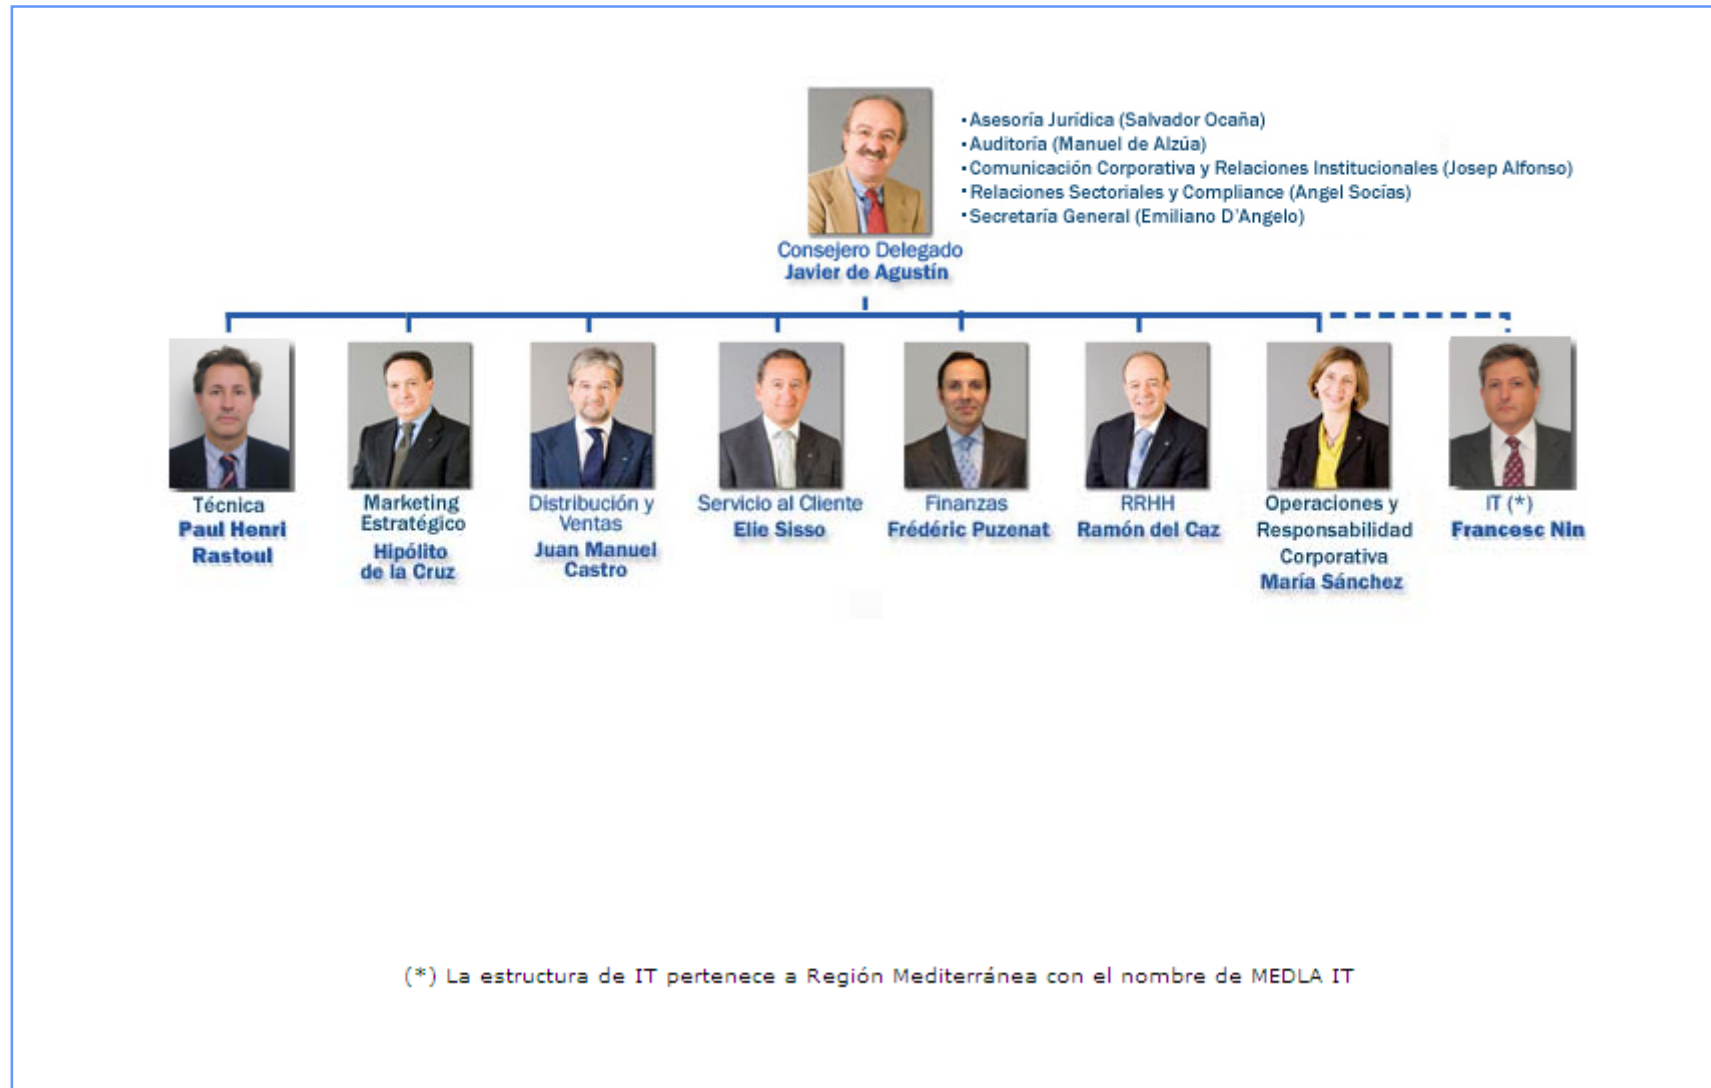 •Asesoría Jurídica (Salvador Ocaña)
•Auditoría (Manuel de Alzúa)
•Comunicación Corporativa y Relaciones Institucionales (Josep Alfonso)
•Relaciones Sectoriales y Compliance (Angel Socías)
•Secretaría General (Emiliano D'Angelo)
Consejero Delegado
Javier de Agustín
Técnica
Paul Henri
Rastoul
Marketing
Estratégico
Hipólito
de la Cruz
Distribución y
Ventas
Juan Manuel
Castro
Servicio al Cliente
Elie Sisso
Finanzas
Frédéric Puzenat
RRHH
Ramón del Caz
Operaciones y
Responsabilidad
Corporativa
María Sánchez
IT (*)
Francesc Nin
(*) La estructura de IT pertenece a Región Mediterránea con el nombre de MEDLA IT